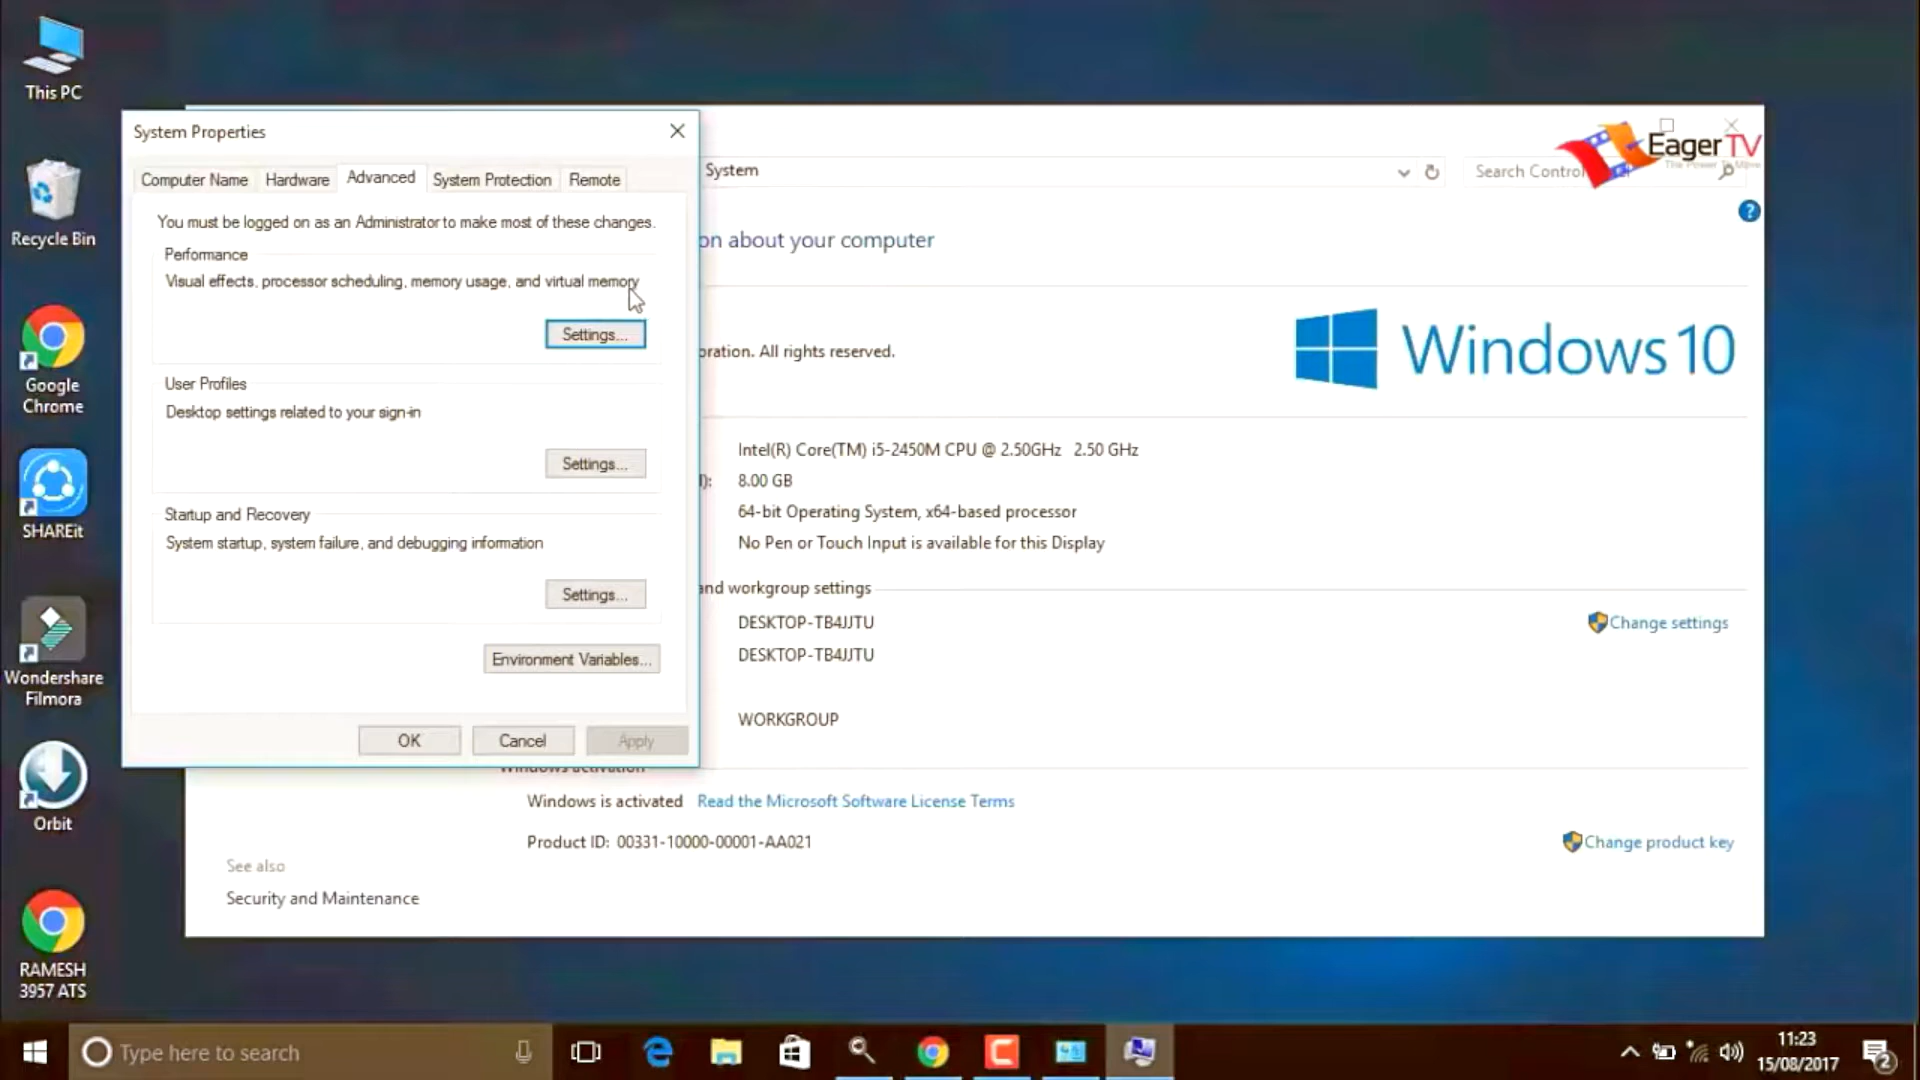 This PC
Recycle Bin
Google
Chrome
SHAREit
Wondershare
Filmora
Orbit
RAMESH
3957 ATS
System Properties
Computer Name
Hardware
Advanced
System Protection
Remote
You must be logged on as an Administrator to make most of these changes.
Performance
Visual effects, processor scheduling, memory usage, and virtual memory
Settings...
User Profiles
Desktop settings related to your sign-in
Settings...
Startup and Recovery
System startup, system failure, and debugging information
Settings...
Environment Variables...
OK
Cancel
Apply
System
Search Contro
Eager TV
The Power To Move
on about your computer
oration. All rights reserved.
Windows 10
Intel(R) Core(TM) i5-2450M CPU @ 2.50GHz 2.50 GHz
): 8.00 GB
64-bit Operating System, x64-based processor
No Pen or Touch Input is available for this Display
and workgroup settings
DESKTOP-TB4JJTU
Change settings
DESKTOP-TB4JJTU
WORKGROUP
Windows activation
Windows is activated Read the Microsoft Software License Terms
Product ID: 00331-10000-00001-AA021
Change product key
See also
Security and Maintenance
Type here to search
11:23
15/08/2017
2